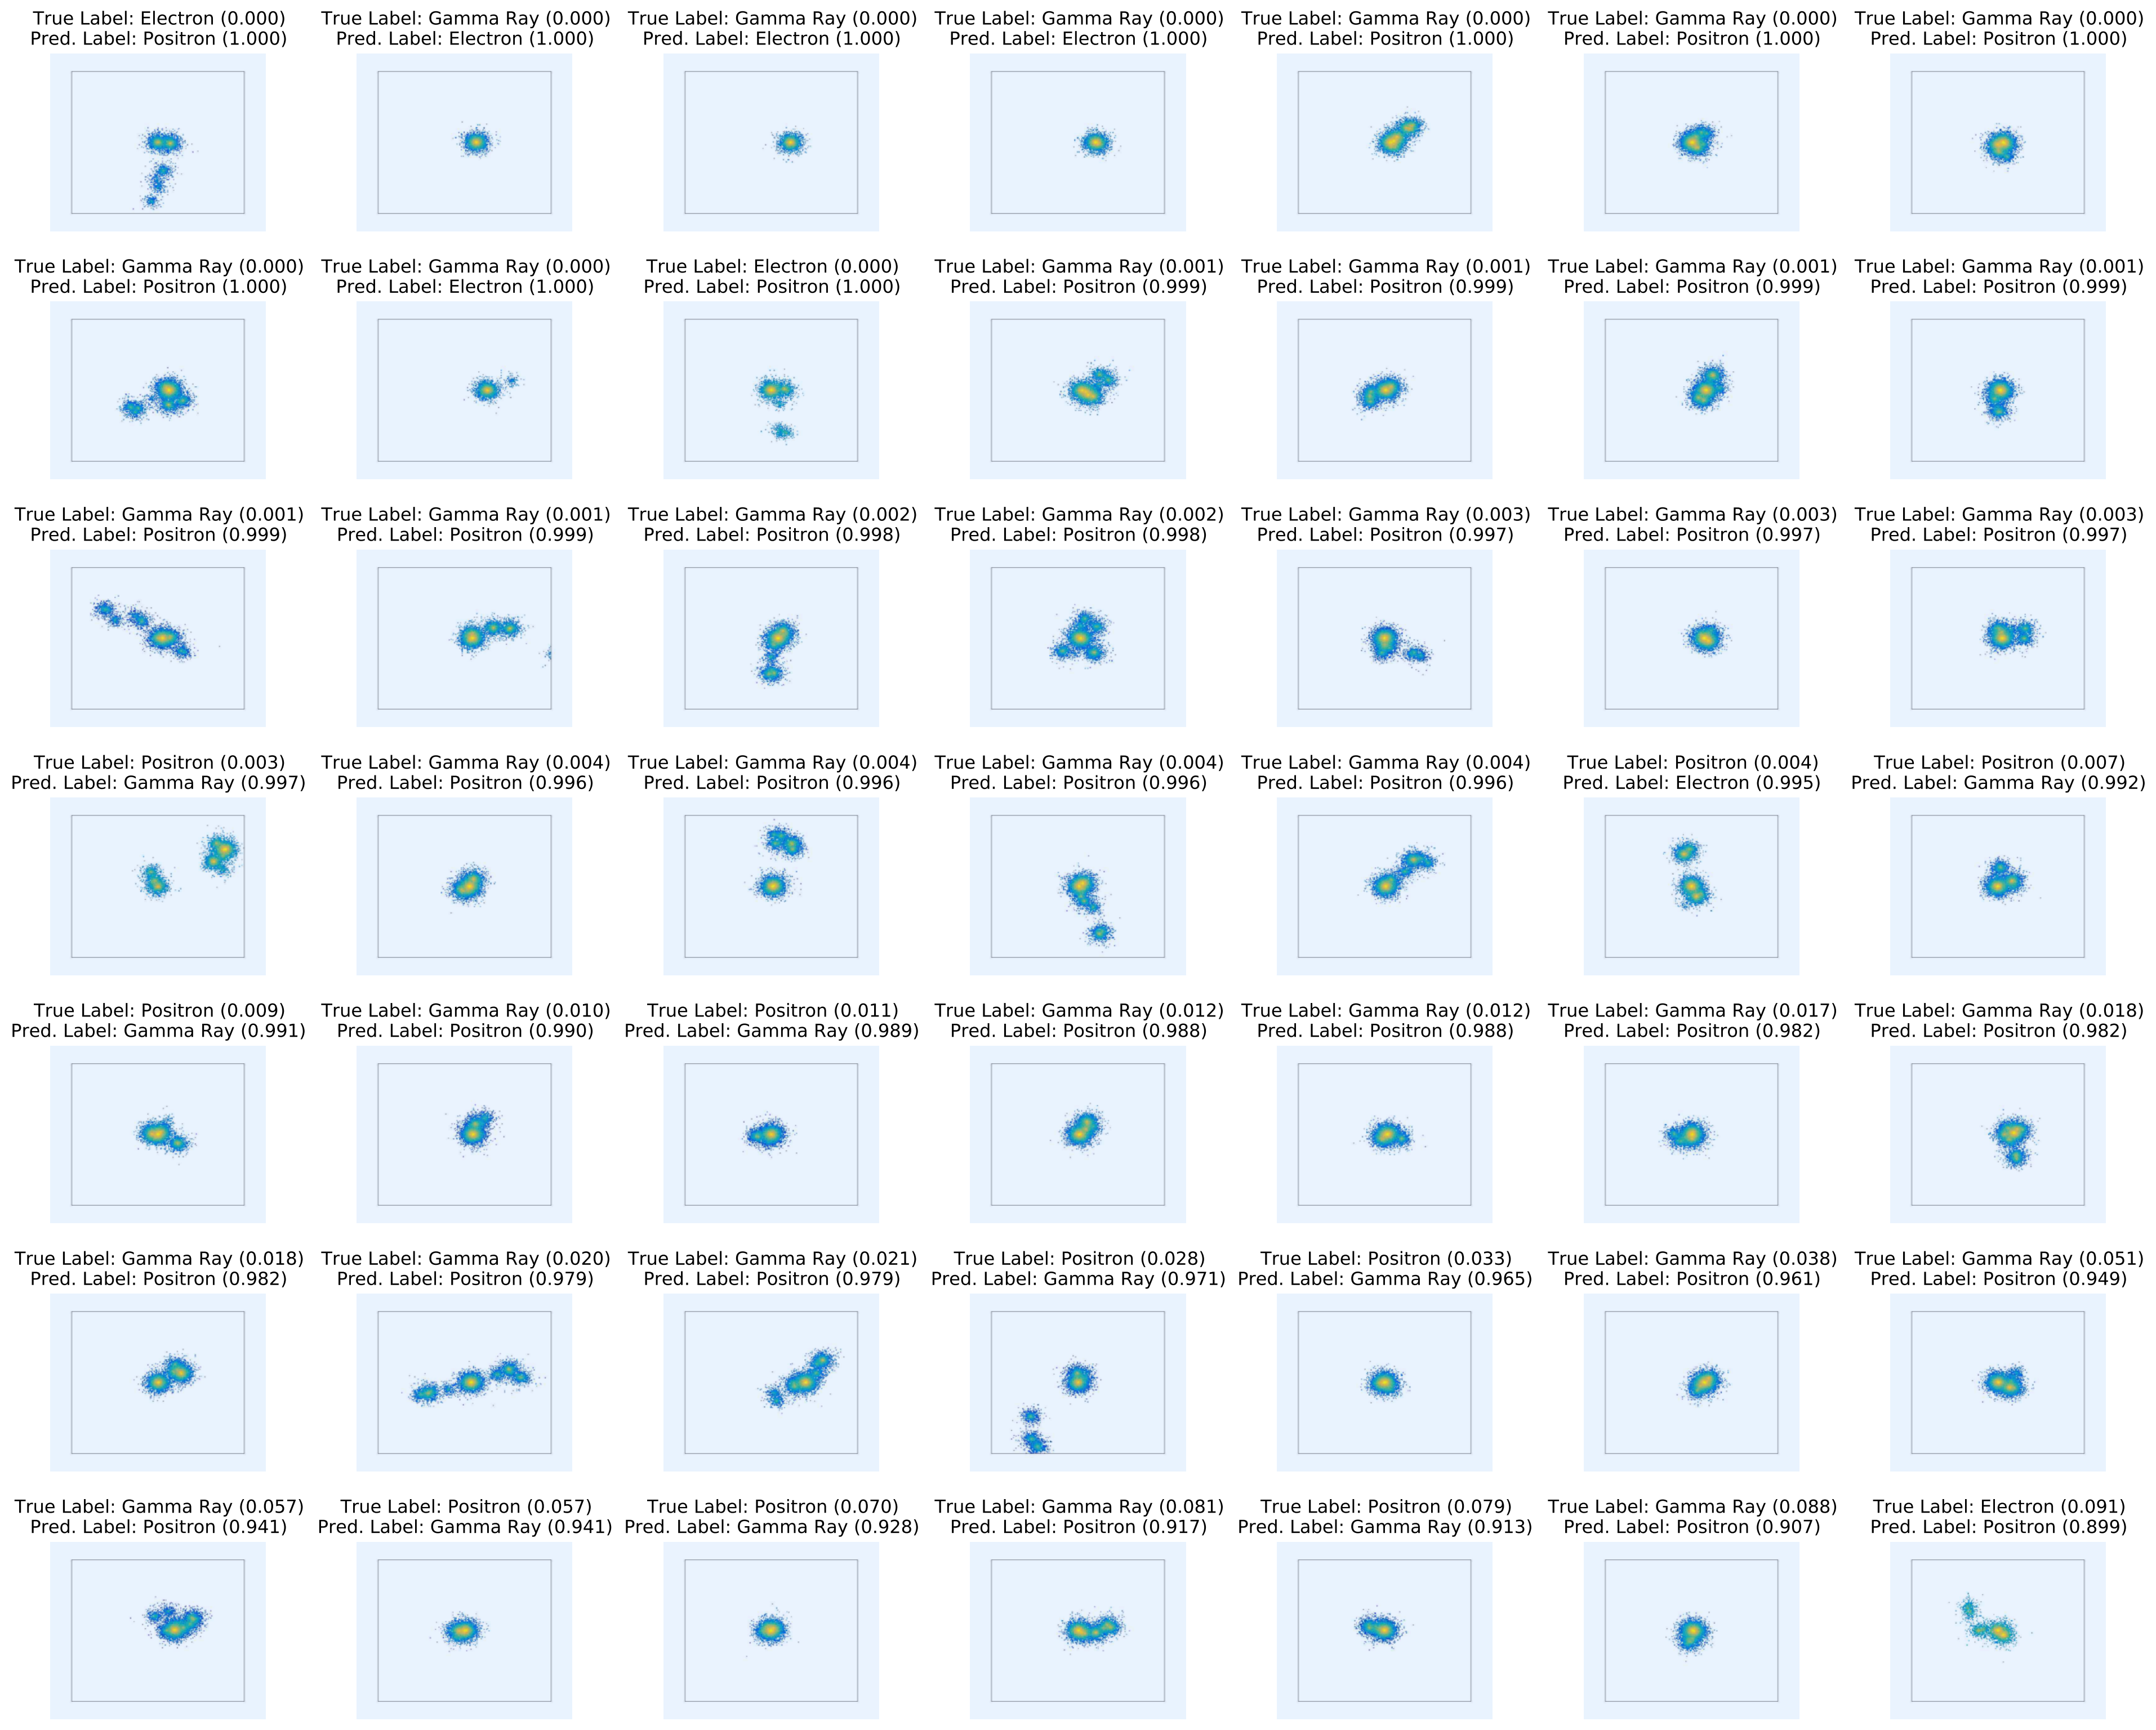 True Label: Electron (0.000)
Pred. Label: Positron (1.000)
True Label: Gamma Ray (0.000)
Pred. Label: Electron (1.000)
True Label: Gamma Ray (0.000)
Pred. Label: Electron (1.000)
True Label: Gamma Ray (0.000)
Pred. Label: Electron (1.000)
True Label: Gamma Ray (0.000)
Pred. Label: Positron (1.000)
True Label: Gamma Ray (0.000)
Pred. Label: Positron (1.000)
True Label: Gamma Ray (0.000)
Pred. Label: Positron (1.000)
True Label: Gamma Ray (0.000)
Pred. Label: Positron (1.000)
True Label: Gamma Ray (0.000)
Pred. Label: Electron (1.000)
True Label: Electron (0.000)
Pred. Label: Positron (1.000)
True Label: Gamma Ray (0.001)
Pred. Label: Positron (0.999)
True Label: Gamma Ray (0.001)
Pred. Label: Positron (0.999)
True Label: Gamma Ray (0.001)
Pred. Label: Positron (0.999)
True Label: Gamma Ray (0.001)
Pred. Label: Positron (0.999)
True Label: Gamma Ray (0.001)
Pred. Label: Positron (0.999)
True Label: Gamma Ray (0.001)
Pred. Label: Positron (0.999)
True Label: Gamma Ray (0.002)
Pred. Label: Positron (0.998)
True Label: Gamma Ray (0.002)
Pred. Label: Positron (0.998)
True Label: Gamma Ray (0.003)
Pred. Label: Positron (0.997)
True Label: Gamma Ray (0.003)
Pred. Label: Positron (0.997)
True Label: Gamma Ray (0.003)
Pred. Label: Positron (0.997)
True Label: Positron (0.003)
Pred. Label: Gamma Ray (0.997)
True Label: Gamma Ray (0.004)
Pred. Label: Positron (0.996)
True Label: Gamma Ray (0.004)
Pred. Label: Positron (0.996)
True Label: Gamma Ray (0.004)
Pred. Label: Positron (0.996)
True Label: Gamma Ray (0.004)
Pred. Label: Positron (0.996)
True Label: Positron (0.004)
Pred. Label: Electron (0.995)
True Label: Positron (0.007)
Pred. Label: Gamma Ray (0.992)
True Label: Positron (0.009)
Pred. Label: Gamma Ray (0.991)
True Label: Gamma Ray (0.010)
Pred. Label: Positron (0.990)
True Label: Positron (0.011)
Pred. Label: Gamma Ray (0.989)
True Label: Gamma Ray (0.012)
Pred. Label: Positron (0.988)
True Label: Gamma Ray (0.012)
Pred. Label: Positron (0.988)
True Label: Gamma Ray (0.017)
Pred. Label: Positron (0.982)
True Label: Gamma Ray (0.018)
Pred. Label: Positron (0.982)
True Label: Gamma Ray (0.018)
Pred. Label: Positron (0.982)
True Label: Gamma Ray (0.020)
Pred. Label: Positron (0.979)
True Label: Gamma Ray (0.021)
Pred. Label: Positron (0.979)
True Label: Positron (0.028)
Pred. Label: Gamma Ray (0.971)
True Label: Positron (0.033)
Pred. Label: Gamma Ray (0.965)
True Label: Gamma Ray (0.038)
Pred. Label: Positron (0.961)
True Label: Gamma Ray (0.051)
Pred. Label: Positron (0.949)
True Label: Gamma Ray (0.057)
Pred. Label: Positron (0.941)
True Label: Positron (0.057)
Pred. Label: Gamma Ray (0.941)
True Label: Positron (0.070)
Pred. Label: Gamma Ray (0.928)
True Label: Gamma Ray (0.081)
Pred. Label: Positron (0.917)
True Label: Positron (0.079)
Pred. Label: Gamma Ray (0.913)
True Label: Gamma Ray (0.088)
Pred. Label: Positron (0.907)
True Label: Electron (0.091)
Pred. Label: Positron (0.899)